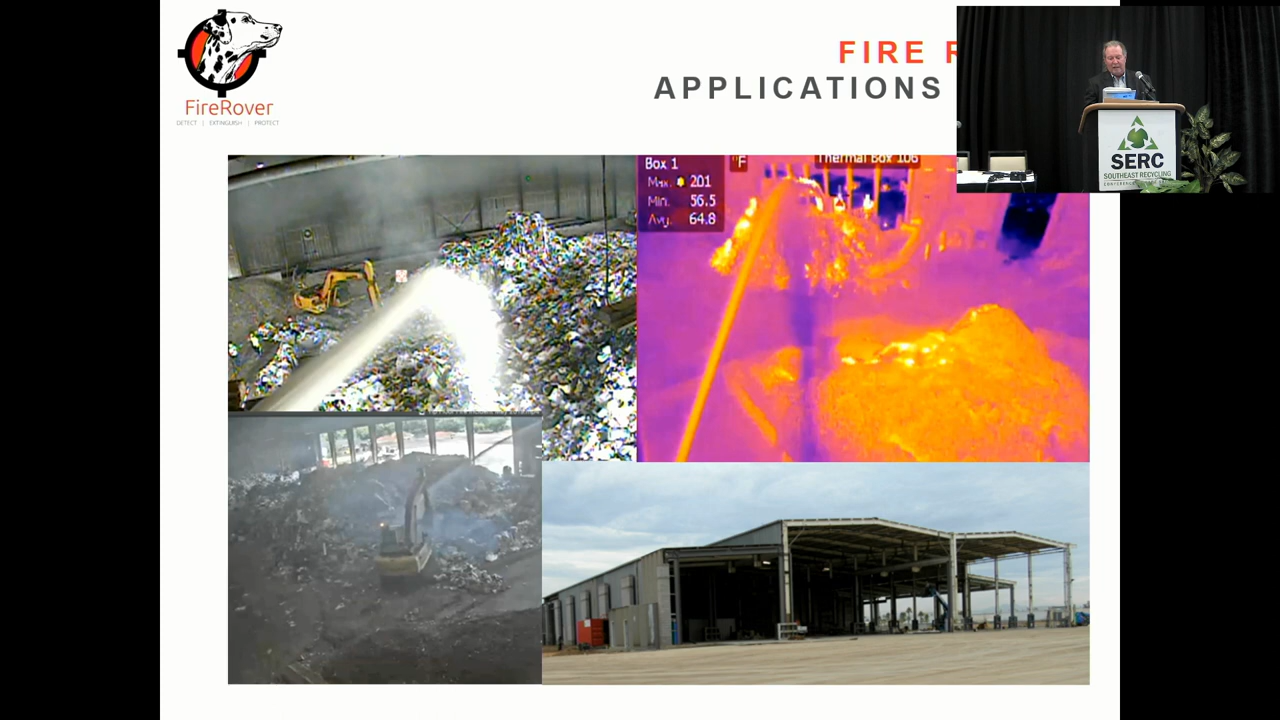 FireRover
DETECT | EXTINGUISH | PROTECT
FIRE R
APPLICATIONS
Box 1
°F
Max. 201
Min. 56.5
Avg. 64.8
Thermal Box 106
SERC
SOUTHEAST RECYCLING